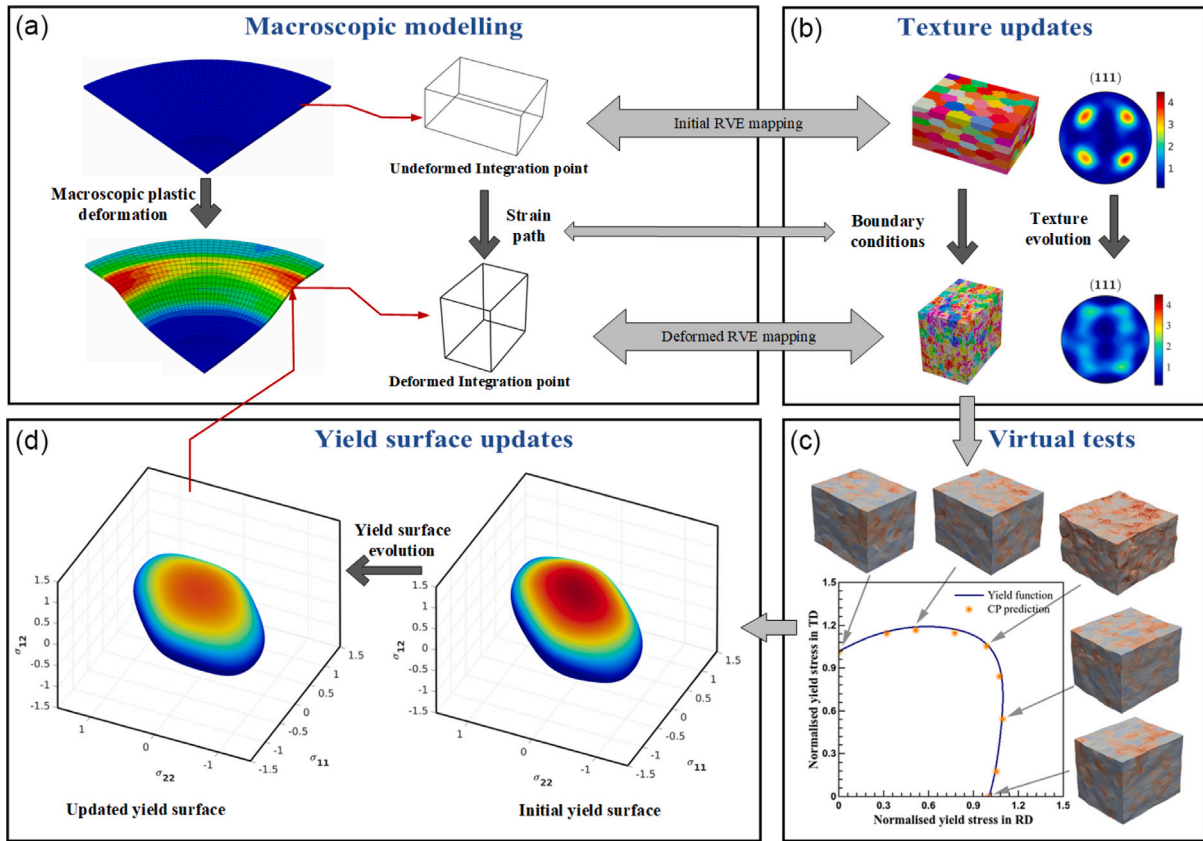 (a)
Macroscopic modelling
Undeformed Integration point
Macroscopic plastic
deformation
Strain
path
Deformed Integration point
Initial RVE mapping
Deformed RVE mapping
(b)
Texture updates
(111)
4
3
2
1
Boundary
conditions
Texture
evolution
(111)
4
3
2
1
(c)
Virtual tests
1.5
1.2
0.9
0.6
0.3
0
Normalised yield stress in TD
Yield function
CP prediction
0
0.3
0.6
0.9
1.2
1.5
Normalised yield stress in RD
(d)
Yield surface updates
Yield surface
evolution
1.5
1
0.5
0
-0.5
-1
-1.5
σ12
1
0
-1
σ22
-1.5
-1
-0.5
0
0.5
1
1.5
σ11
Updated yield surface
1.5
1
0.5
0
-0.5
-1
-1.5
σ12
1
0
-1
σ22
-1.5
-1
-0.5
0
0.5
1
1.5
σ11
Initial yield surface